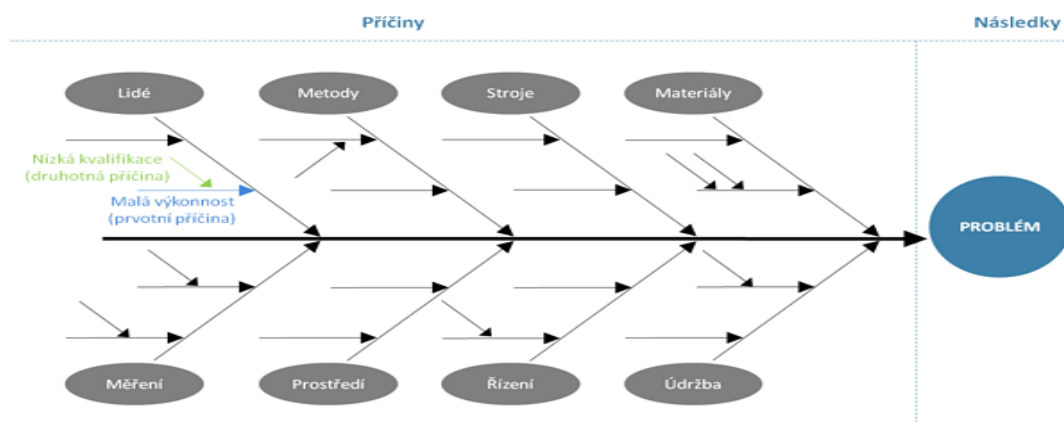 Příčiny
Následky
Lidé
Metody
Stroje
Materiály
Nízká kvalifikace
(druhotná příčina)
Malá výkonnost
(prvotní příčina)
PROBLÉM
Měření
Prostředí
Řízení
Údržba